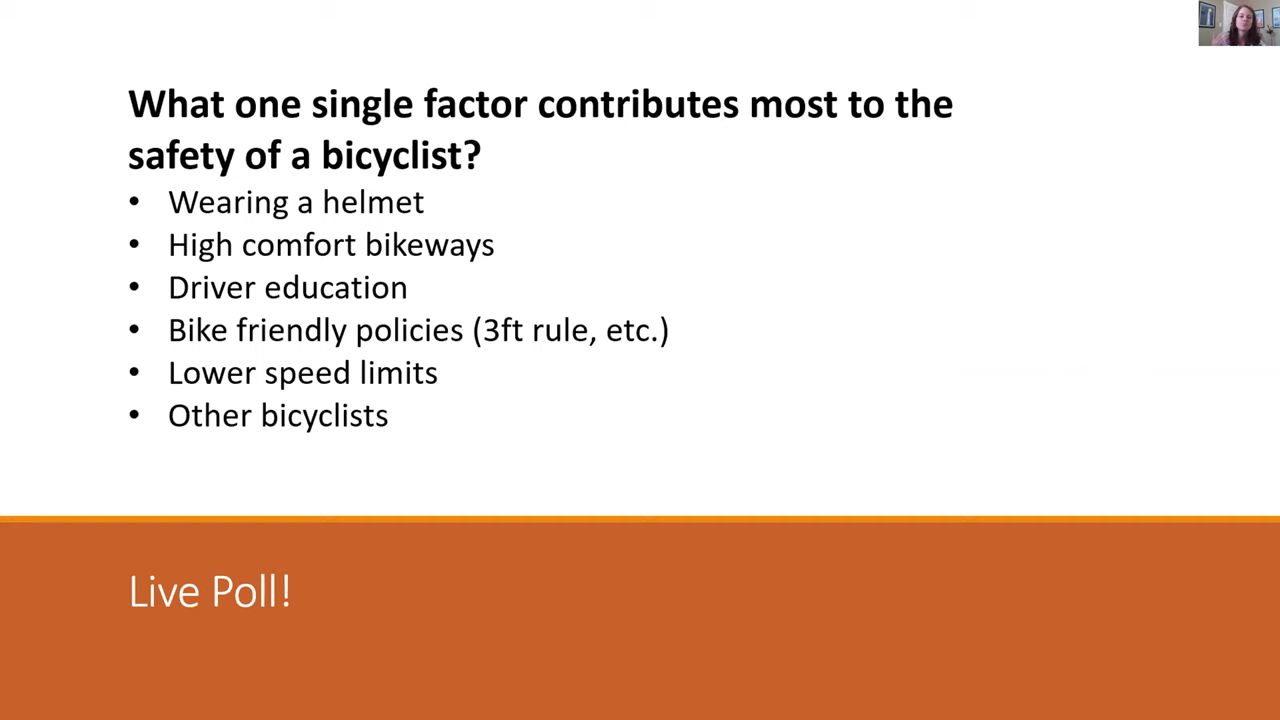 What one single factor contributes most to the
safety of a bicyclist?
• Wearing a helmet
• High comfort bikeways
• Driver education
• Bike friendly policies (3ft rule, etc.)
• Lower speed limits
• Other bicyclists
Live Poll!